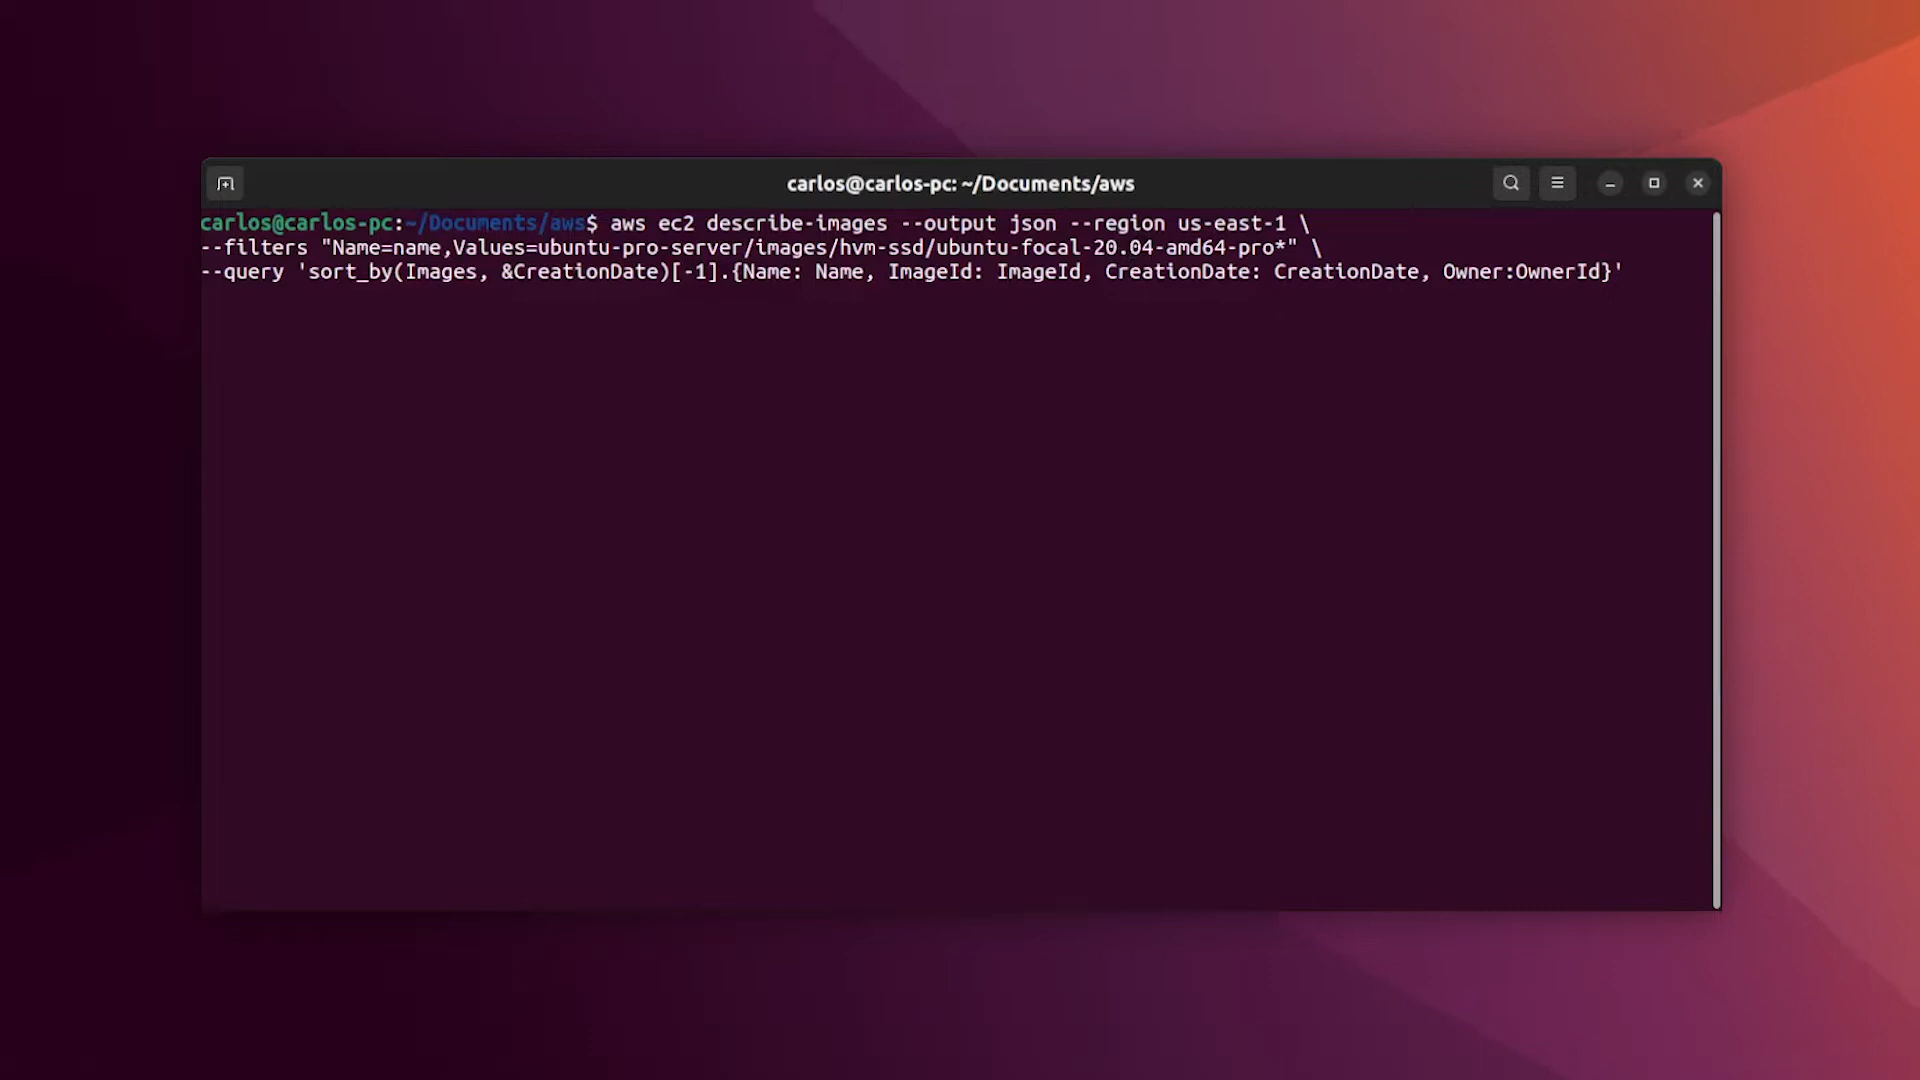 carlos@carlos-pc: ~/Documents/aws
carlos@carlos-pc:~/Documents/aws$ aws ec2 describe-images --output json --region us-east-1 \
--filters "Name=name,Values=ubuntu-pro-server/images/hvm-ssd/ubuntu-focal-20.04-amd64-pro*" \
--query 'sort_by(Images, &CreationDate)[-1].{Name: Name, ImageId: ImageId, CreationDate: CreationDate, Owner:OwnerId}'